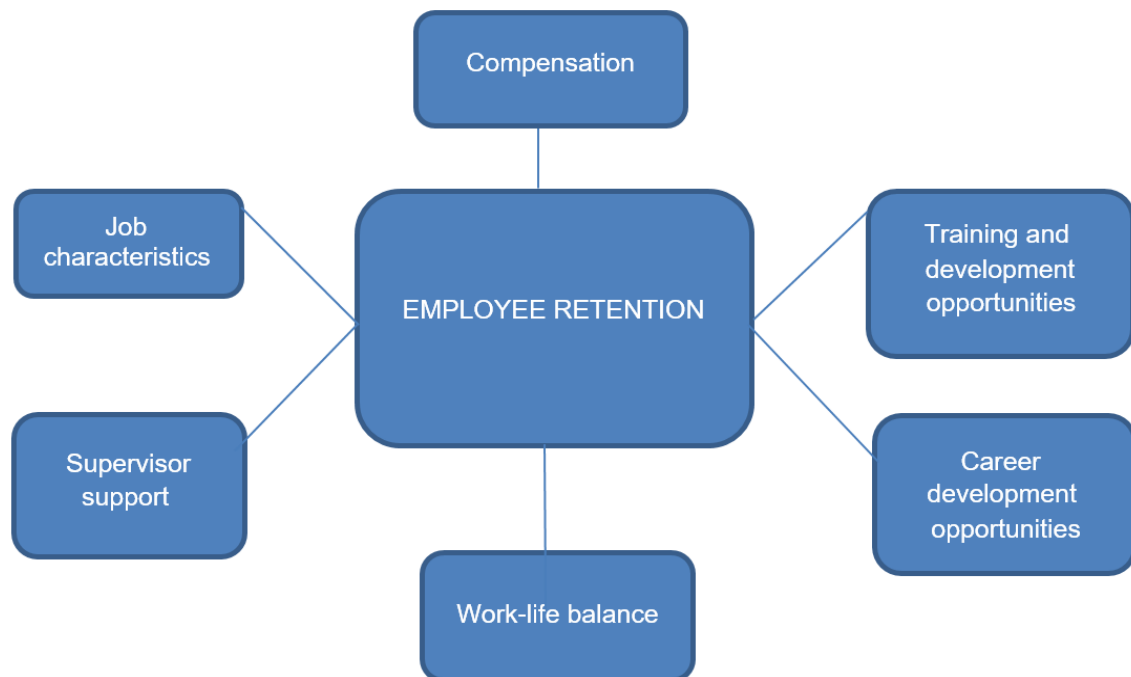 Compensation
Job
characteristics
Training and
development
opportunities
EMPLOYEE RETENTION
Supervisor
support
Career
development
opportunities
Work-life balance